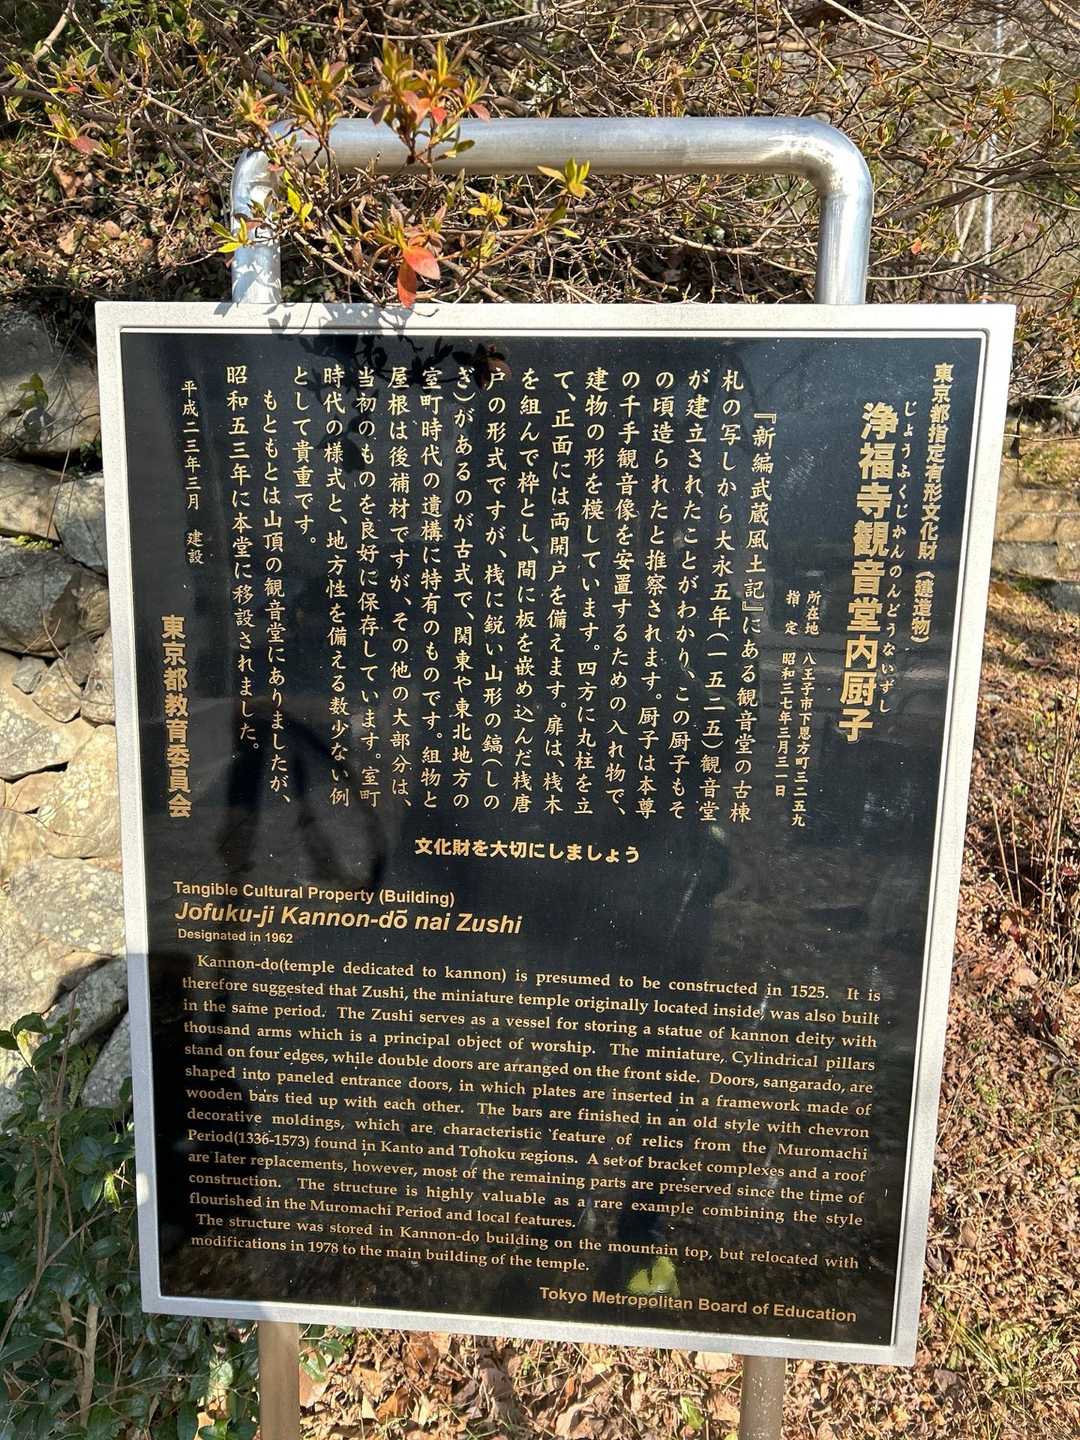 東京都指定有形文化財（建造物）
じょうふくじかんのんどうないずし
浄福寺観音堂内厨子
所在地　八王子市下恩方町三二五九
指　定　昭和三七年三月三一日
『新編武蔵風土記』にある観音堂の古棟
札の写しから大永五年（一五二五）観音堂
が建立されたことがわかり、この厨子もそ
の頃造られたと推察されます。厨子は本尊
の千手観音像を安置するための入れ物で、
建物の形を模しています。四方に丸柱を立
て、正面には両開戸を備えます。扉は、桟木
を組んで枠とし、間に板を嵌め込んだ桟唐
戸の形式ですが、桟に鋭い山形の鎬（しの
ぎ）があるのが古式で、関東や東北地方の
室町時代の遺構に特有のものです。組物と
屋根は後補材ですが、その他の大部分は、
当初のものを良好に保存しています。室町
時代の様式と、地方性を備える数少ない例
として貴重です。
もともとは山頂の観音堂にありましたが、
昭和五三年に本堂に移設されました。
平成二三年三月　建設
東京都教育委員会
文化財を大切にしましょう
Tangible Cultural Property (Building)
Jōfuku-ji Kannon-dō nai Zushi
Designated in 1962
Kannon-do(temple dedicated to kannon) is presumed to be constructed in 1525. It is
therefore suggested that Zushi, the miniature temple originally located inside, was also built
in the same period. The Zushi serves as a vessel for storing a statue of kannon deity with
thousand arms which is a principal object of worship. The miniature, Cylindrical pillars
stand on four edges, while double doors are arranged on the front side. Doors, sangarado, are
shaped into paneled entrance doors, in which plates are inserted in a framework made of
wooden bars tied up with each other. The bars are finished in an old style with chevron
decorative moldings, which are characteristic feature of relics from the Muromachi
Period(1336-1573) found in Kanto and Tohoku regions. A set of bracket complexes and a roof
are later replacements, however, most of the remaining parts are preserved since the time of
construction. The structure is highly valuable as a rare example combining the style
flourished in the Muromachi Period and local features.
The structure was stored in Kannon-do building on the mountain top, but relocated with
modifications in 1978 to the main building of the temple.
Tokyo Metropolitan Board of Education